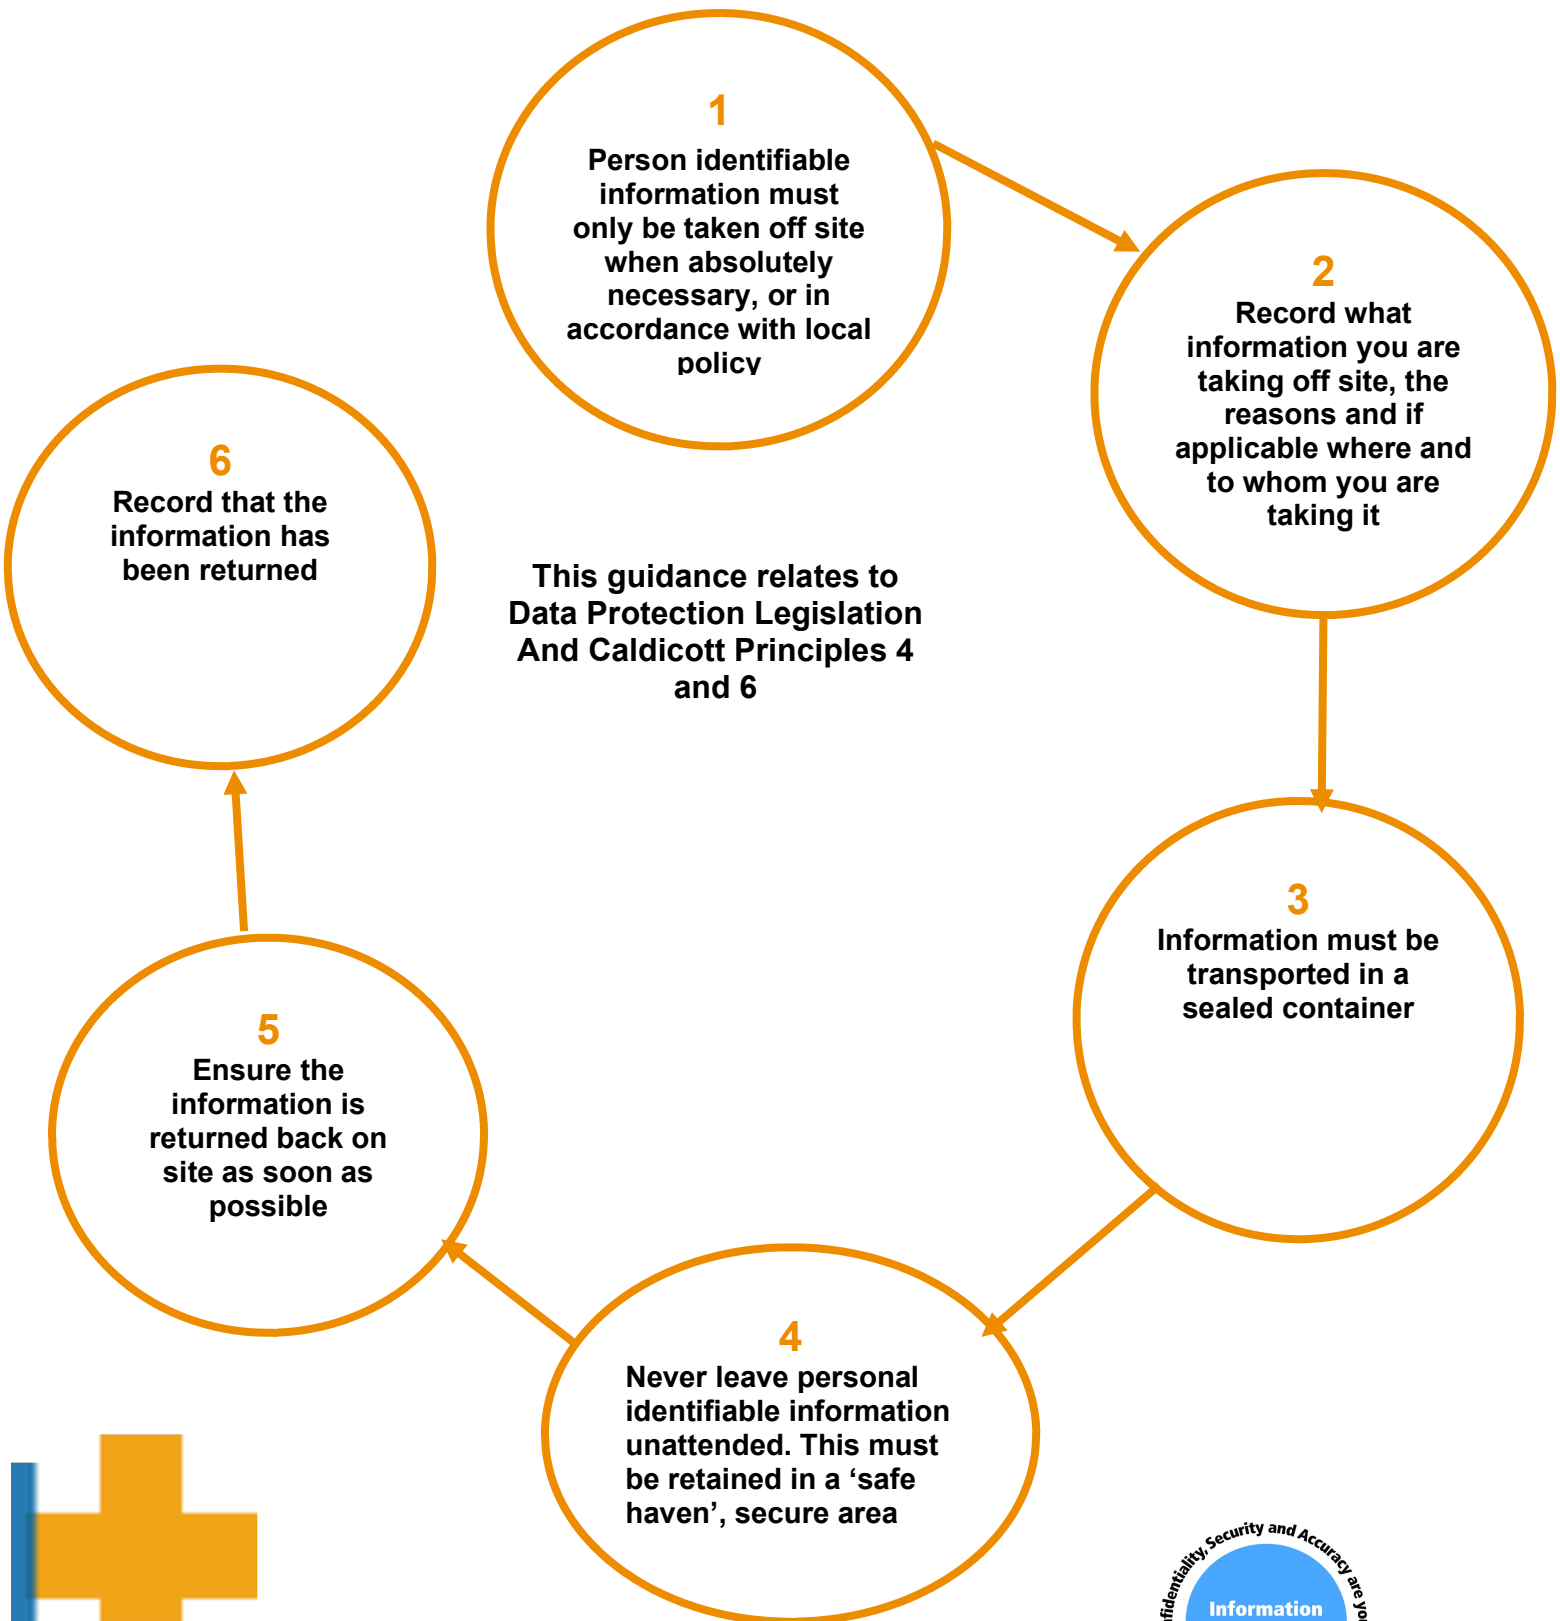 1
Person identifiable
information must
only be taken off site
when absolutely
necessary, or in
accordance with local
policy
2
Record what
information you are
taking off site, the
reasons and if
applicable where and
to whom you are
taking it
3
Information must be
transported in a
sealed container
4
Never leave personal
identifiable information
unattended. This must
be retained in a ‘safe
haven’, secure area
5
Ensure the
information is
returned back on
site as soon as
possible
6
Record that the
information has
been returned
This guidance relates to
Data Protection Legislation
And Caldicott Principles 4
and 6
Security and Accuracy are
Information